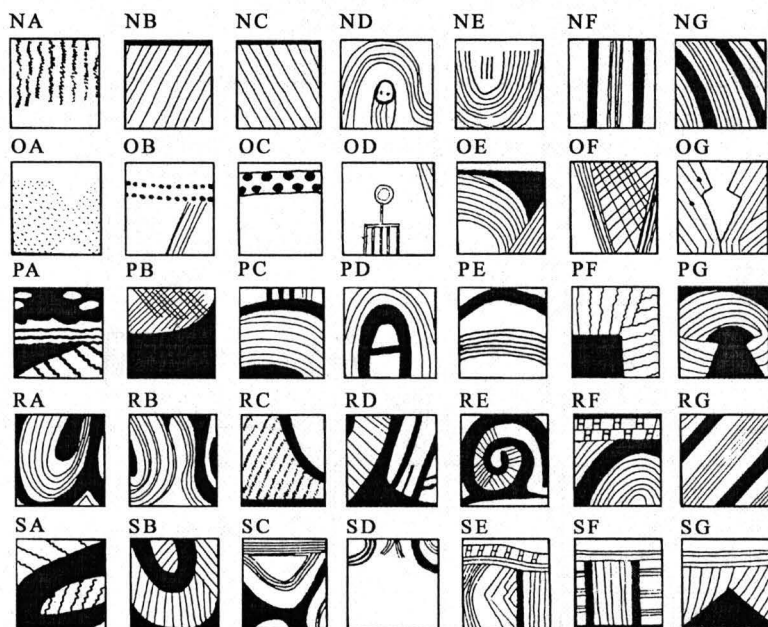 NA NB NC ND NE NF NG
OA OB OC OD OE OF OG
PA PB PC PD PE PF PG
RA RB RC RD RE RF RG
SA SB SC SD SE SF SG